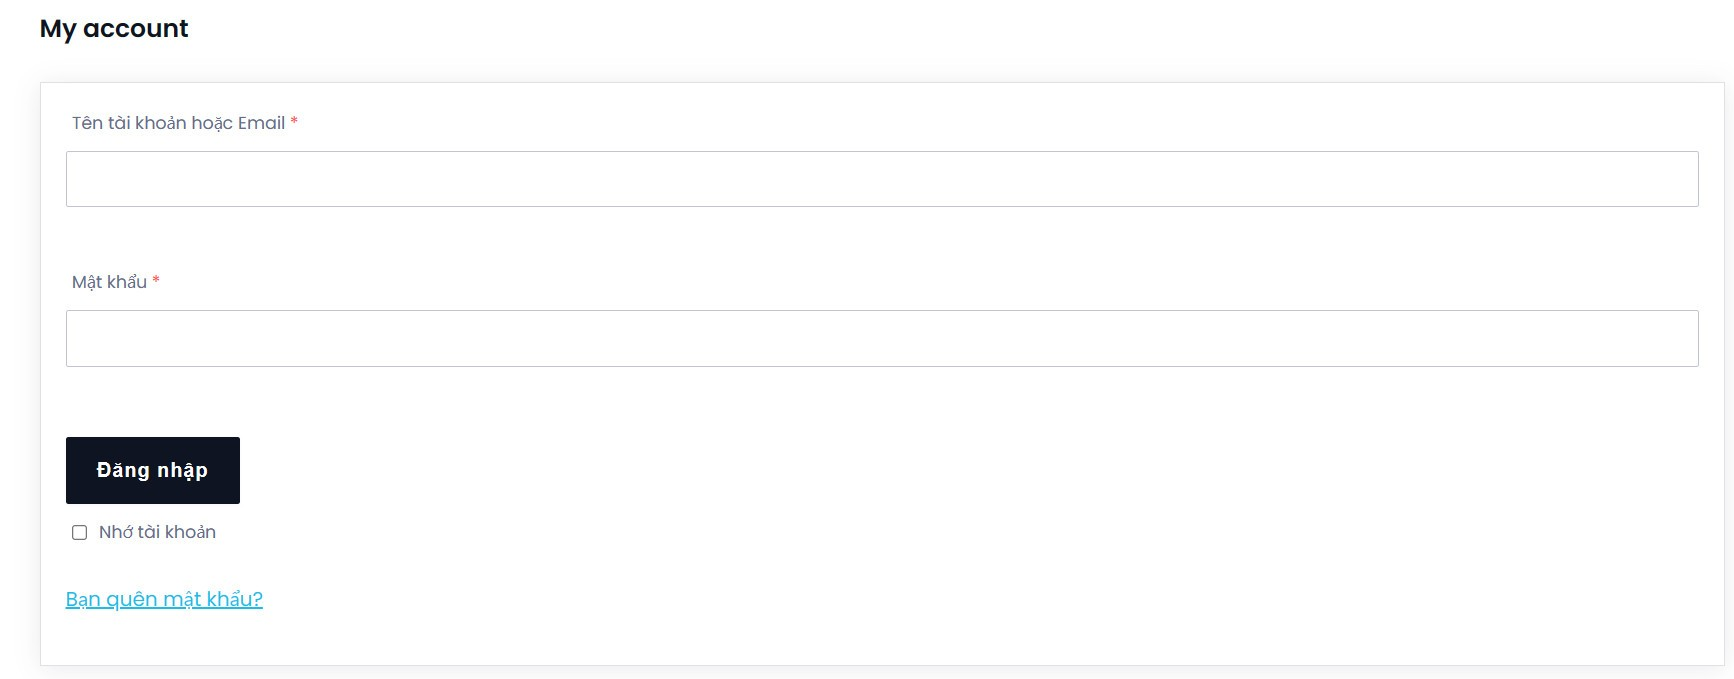 My account
Tên tài khoản hoặc Email *
Mật khẩu *
Đăng nhập
Nhớ tài khoản
Bạn quên mật khẩu?